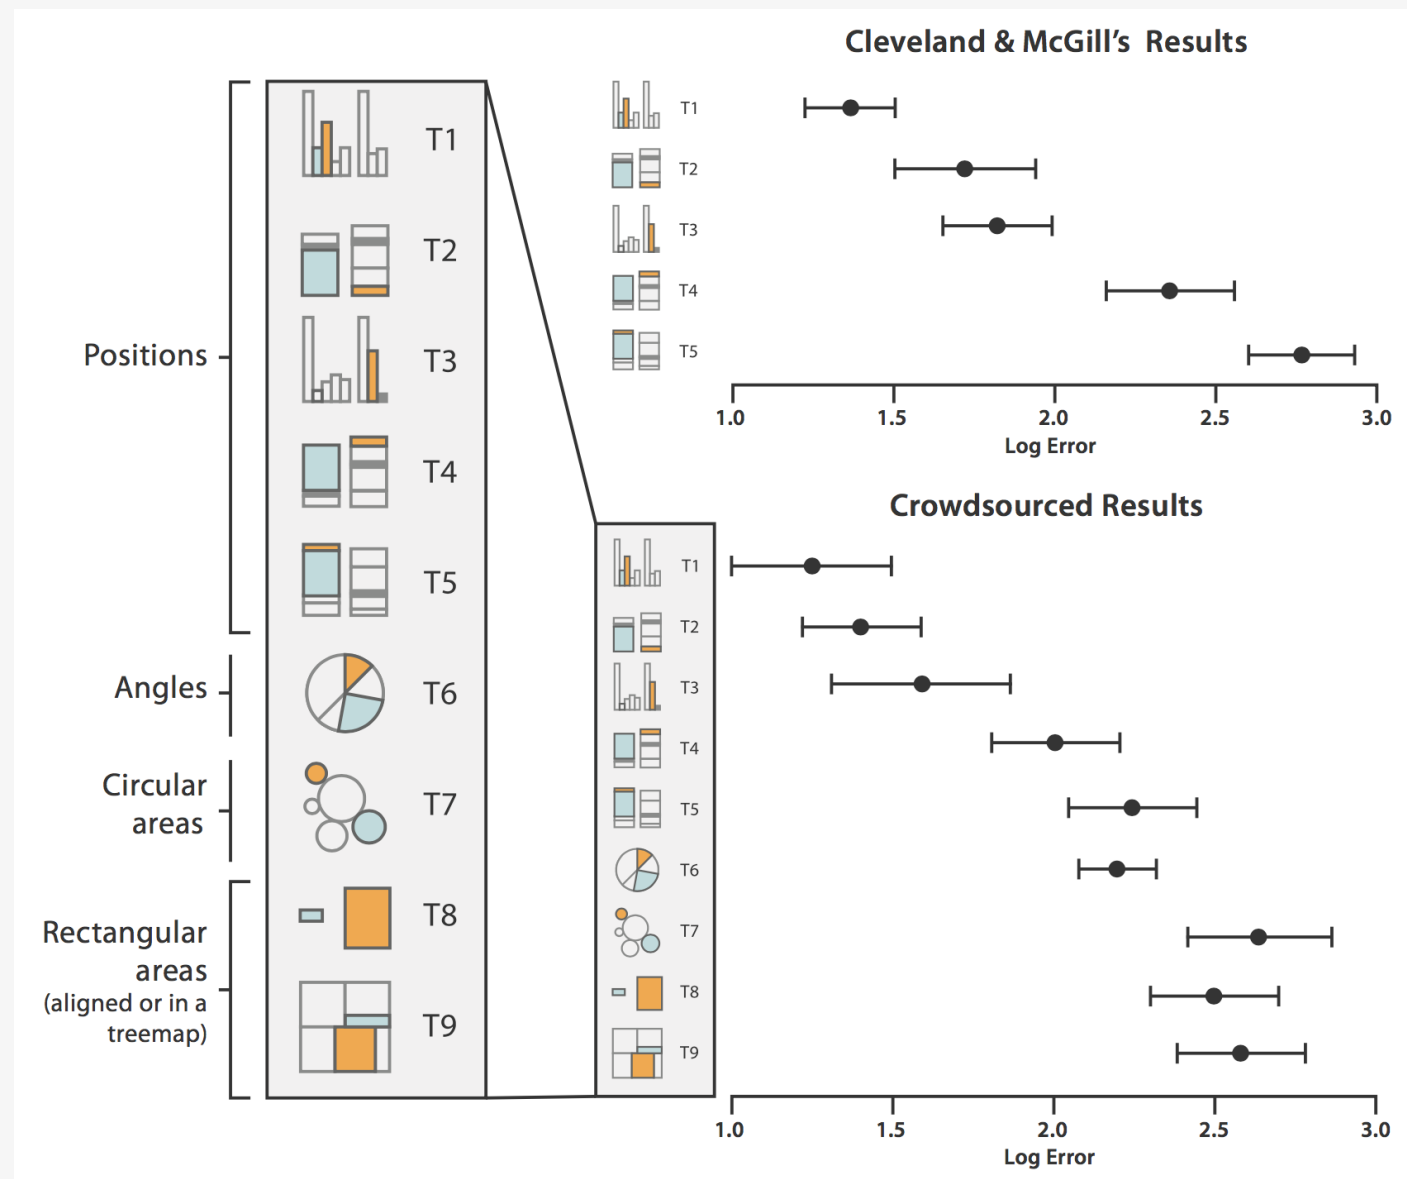 Cleveland & McGill's Results
T1
T2
T3
T4
T5
1.0 1.5 2.0 2.5 3.0
Log Error
Positions
Angles
Circular
areas
Rectangular
areas
(aligned or in a
treemap)
T1
T2
T3
T4
T5
T6
T7
T8
T9
Crowdsourced Results
T1
T2
T3
T4
T5
T6
T7
T8
T9
1.0 1.5 2.0 2.5 3.0
Log Error